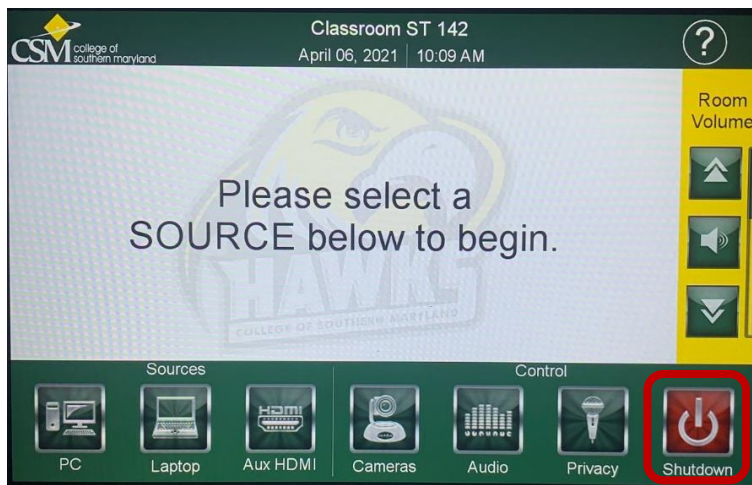 CSM college of
southern maryland
Classroom ST 142
April 06, 2021 10:09 AM
?
Room
Volume
Please select a
SOURCE below to begin.
HAWKS
COLLEGE OF SOUTHERN MARYLAND
Sources
Control
HDMI
PC
Laptop
Aux HDMI
Cameras
Audio
Privacy
Shutdown